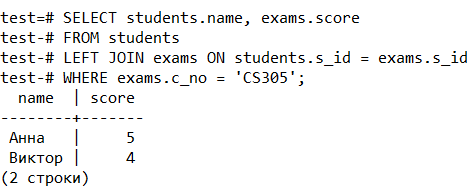 test=# SELECT students.name, exams.score
test-# FROM students
test-# LEFT JOIN exams ON students.s_id = exams.s_id
test-# WHERE exams.c_no = 'CS305';
  name  | score
--------+-------
 Анна   |     5
 Виктор |     4
(2 строки)